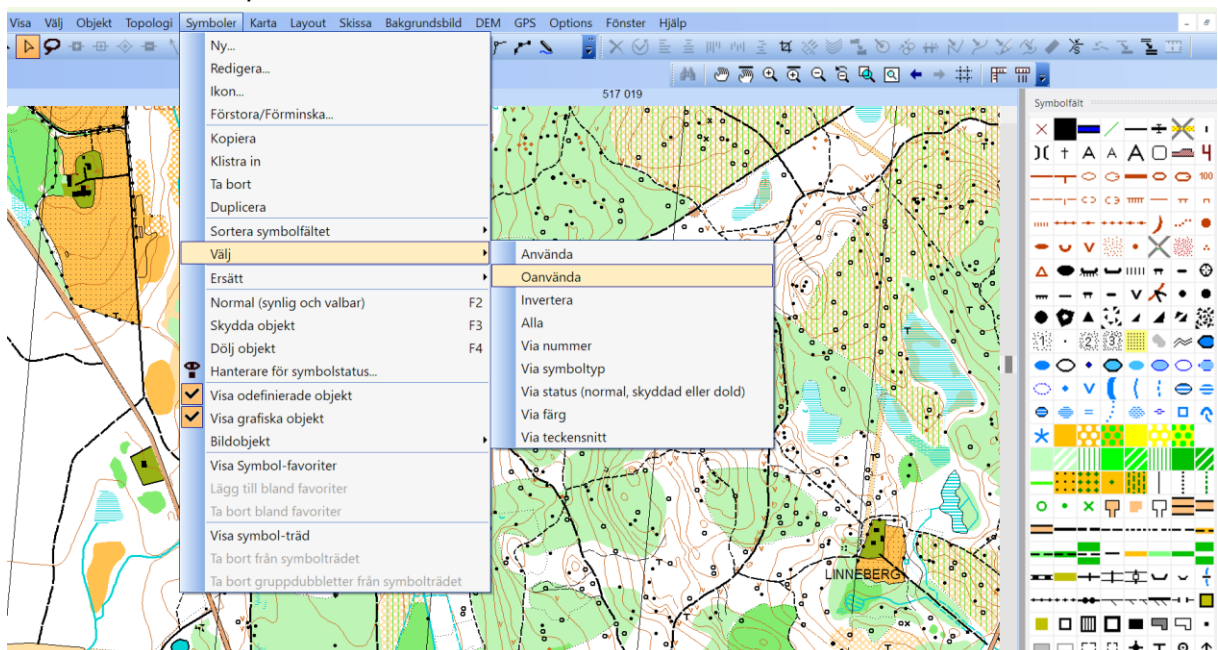 Visa Välj Objekt Topologi Symboler Karta Layout Skissa Bakgrundsbild DEM GPS Options Fönster Hjälp
Ny...
Redigera...
Ikon...
Förstora/Förminska...
Kopiera
Klistra in
Ta bort
Duplicera
Sortera symbolfältet
Välj
Ersätt
Normal (synlig och valbar) F2
Skydda objekt F3
Dölj objekt F4
Hanterare för symbolstatus...
Visa odefinierade objekt
Visa grafiska objekt
Bildobjekt
Visa Symbol-favoriter
Lägg till bland favoriter
Ta bort bland favoriter
Visa symbol-träd
Ta bort från symbolträdet
Ta bort gruppdubbletter från symbolträdet
Använda
Oanvända
Invertera
Alla
Via nummer
Via symboltyp
Via status (normal, skyddad eller dold)
Via färg
Via teckensnitt
517 019
LINNEBERG
Symbolfält
A A A
4
100
1 2 3
T